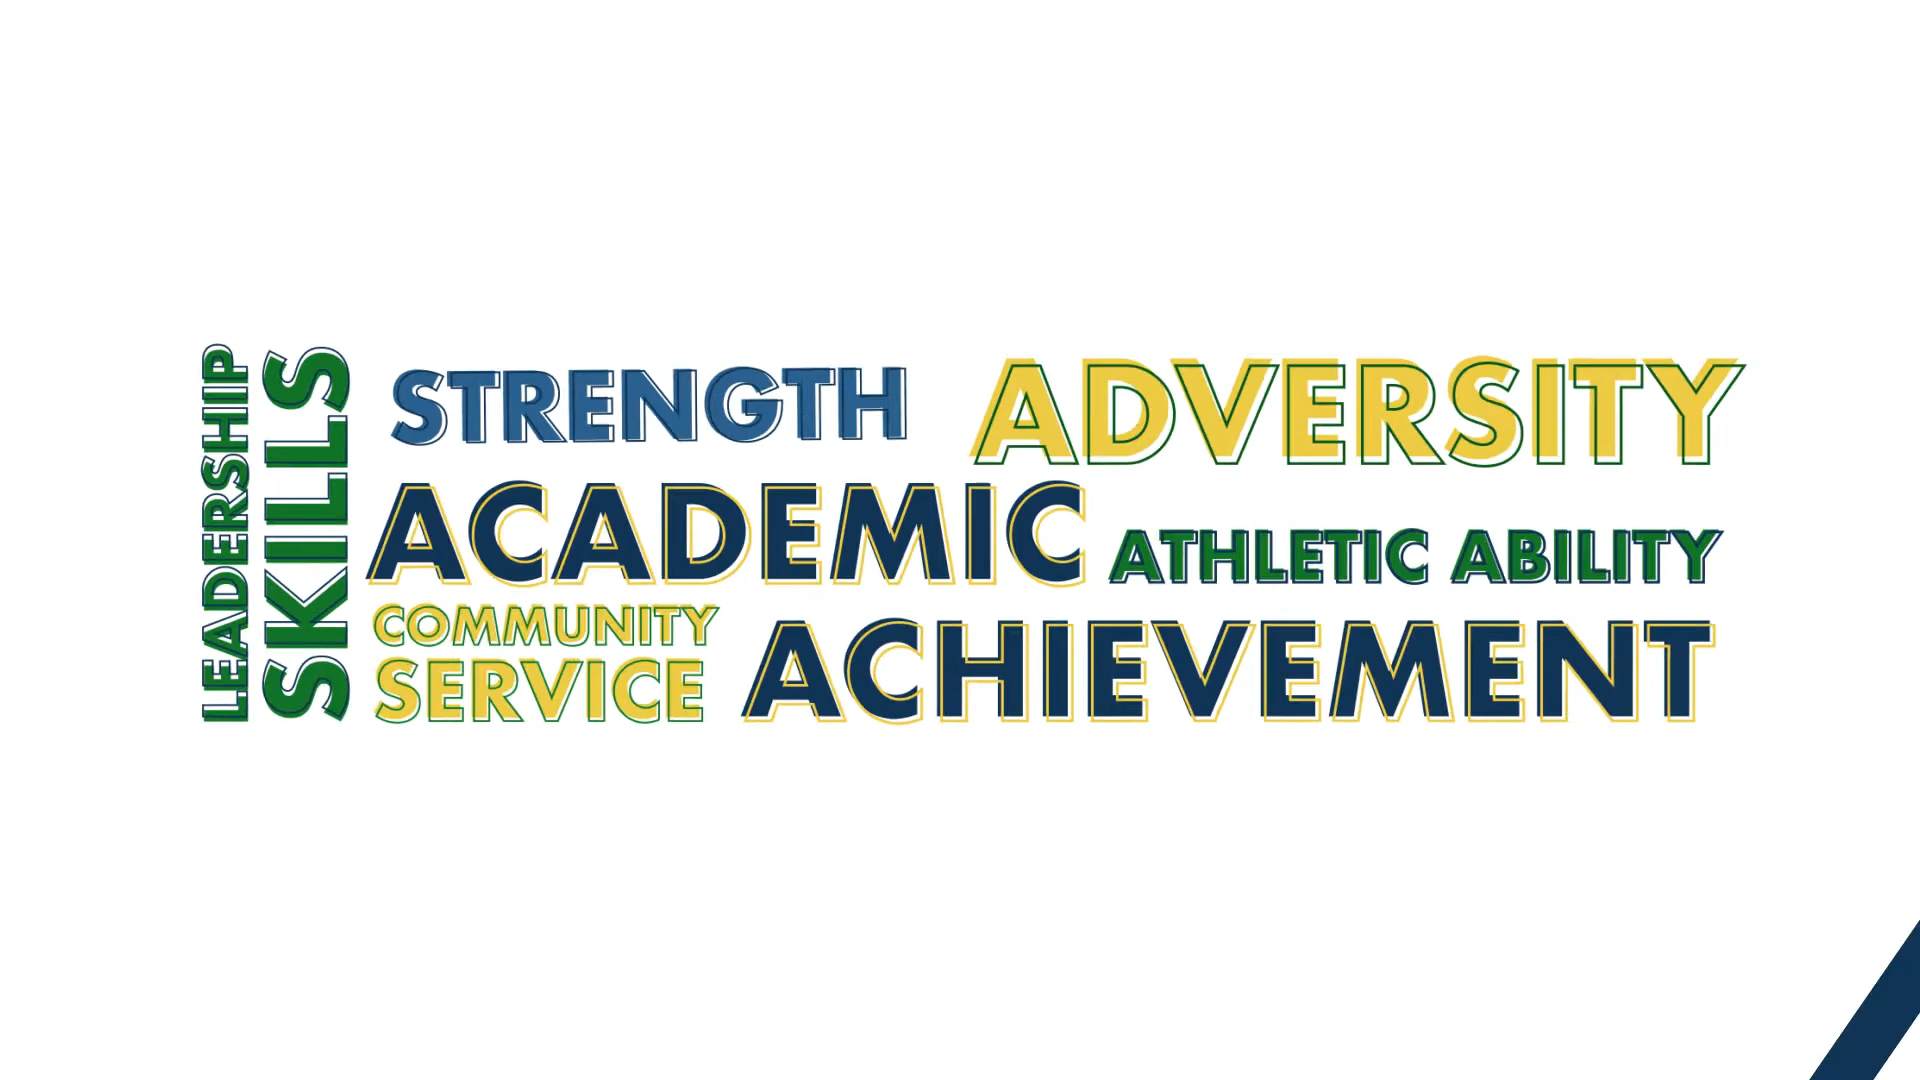 LEADERSHIP
SKILLS
STRENGTH
ADVERSITY
ACADEMIC
ATHLETIC ABILITY
COMMUNITY
SERVICE
ACHIEVEMENT